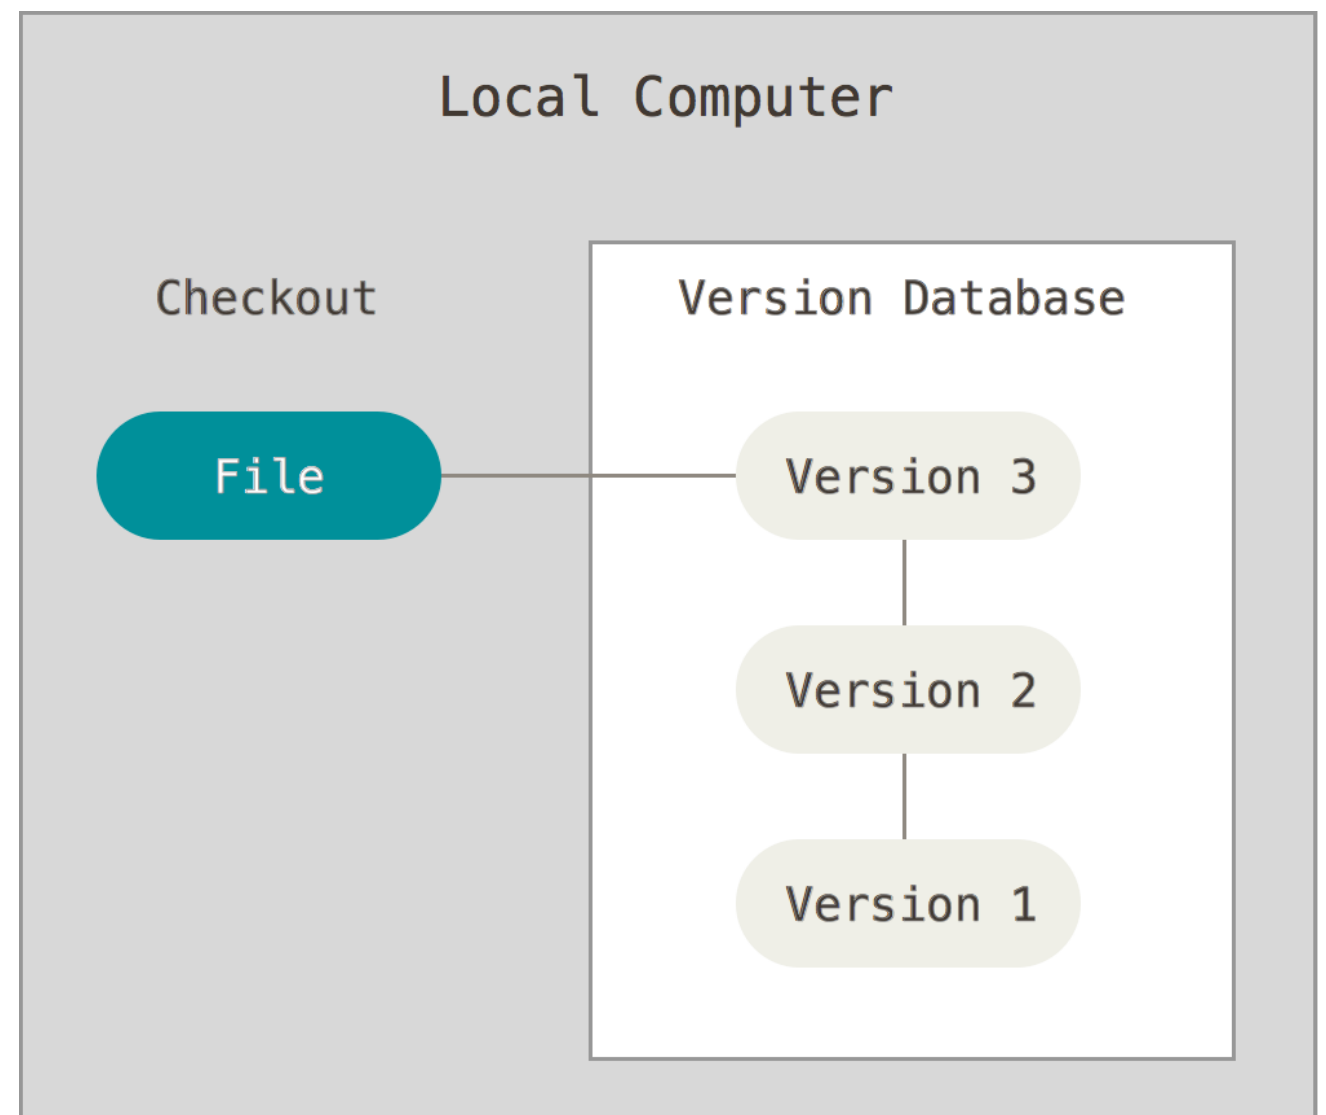 Local Computer
Checkout
Version Database
File
Version 3
Version 2
Version 1